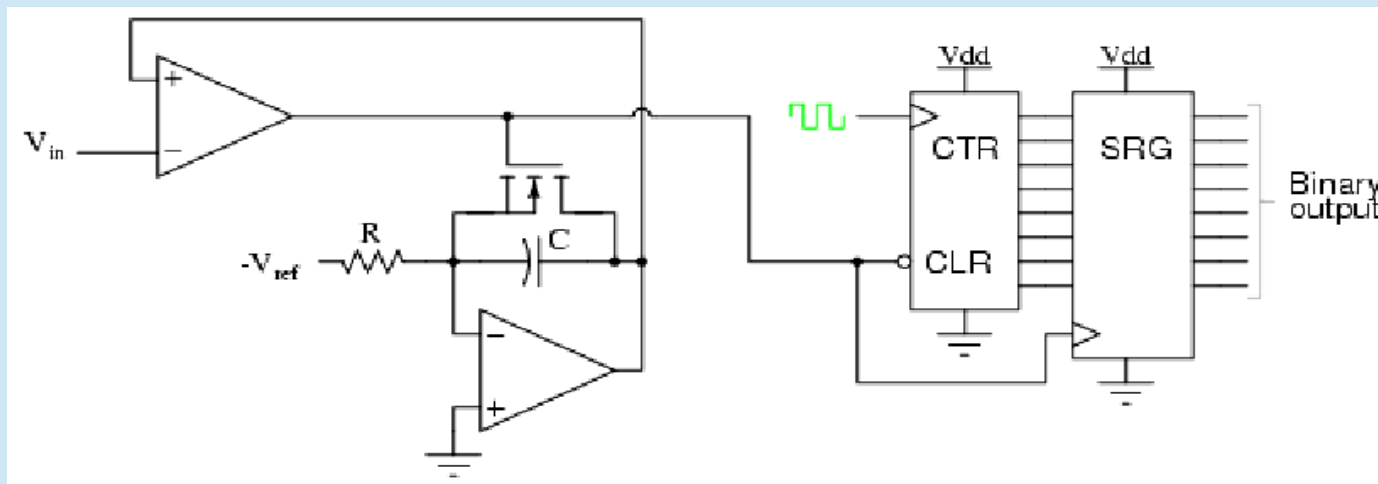 +
V_in
−
R
-V_ref
C
−
+
Vdd
Vdd
CTR
SRG
CLR
Binary
output